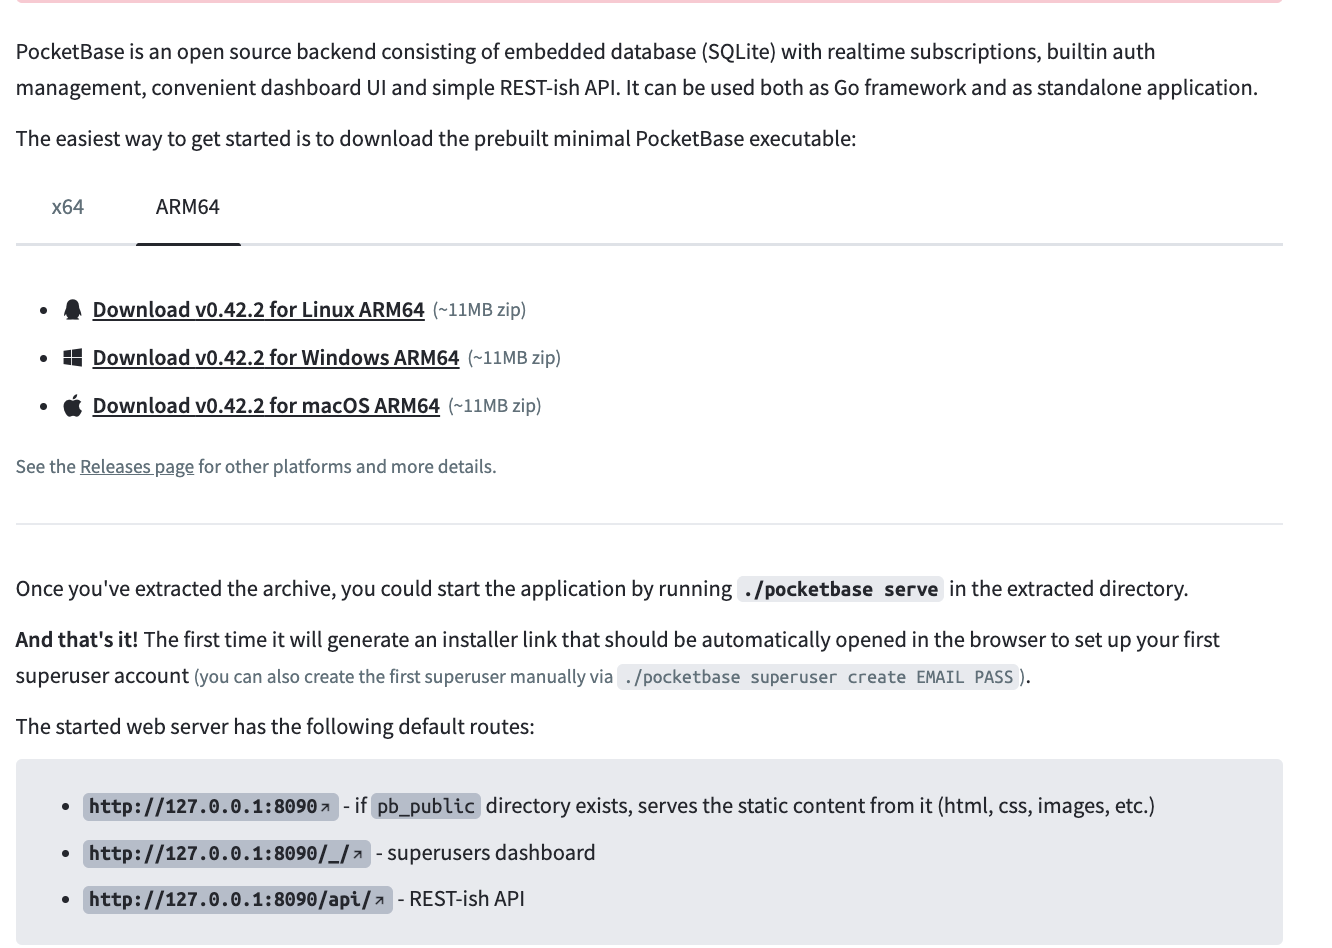 PocketBase is an open source backend consisting of embedded database (SQLite) with realtime subscriptions, builtin auth
management, convenient dashboard UI and simple REST-ish API. It can be used both as Go framework and as standalone application.
The easiest way to get started is to download the prebuilt minimal PocketBase executable:
x64 ARM64
Download v0.42.2 for Linux ARM64 (~11MB zip)
Download v0.42.2 for Windows ARM64 (~11MB zip)
Download v0.42.2 for macOS ARM64 (~11MB zip)
See the Releases page for other platforms and more details.
Once you've extracted the archive, you could start the application by running ./pocketbase serve in the extracted directory.
And that's it! The first time it will generate an installer link that should be automatically opened in the browser to set up your first
superuser account (you can also create the first superuser manually via ./pocketbase superuser create EMAIL PASS).
The started web server has the following default routes:
http://127.0.0.1:8090 - if pb_public directory exists, serves the static content from it (html, css, images, etc.)
http://127.0.0.1:8090/_/ - superusers dashboard
http://127.0.0.1:8090/api/ - REST-ish API